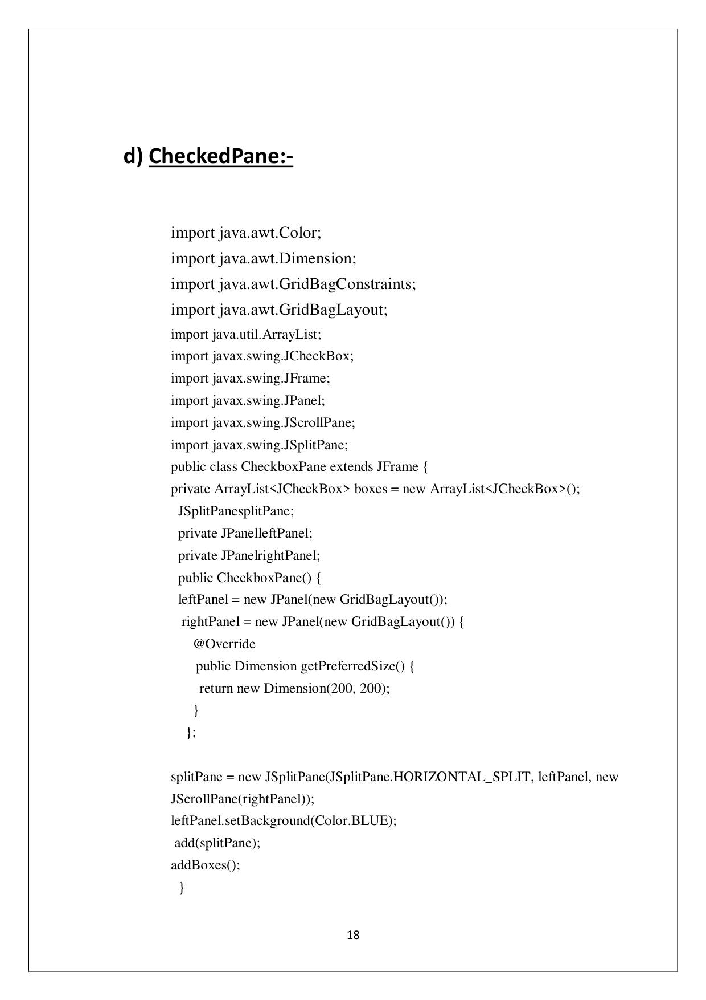 d) CheckedPane:-
import java.awt.Color;
import java.awt.Dimension;
import java.awt.GridBagConstraints;
import java.awt.GridBagLayout;
import java.util.ArrayList;
import javax.swing.JCheckBox;
import javax.swing.JFrame;
import javax.swing.JPanel;
import javax.swing.JScrollPane;
import javax.swing.JSplitPane;
public class CheckboxPane extends JFrame {
private ArrayList<JCheckBox> boxes = new ArrayList<JCheckBox>();
JSplitPanesplitPane;
private JPanelleftPanel;
private JPanelrightPanel;
public CheckboxPane() {
leftPanel = new JPanel(new GridBagLayout());
rightPanel = new JPanel(new GridBagLayout()) {
@Override
public Dimension getPreferredSize() {
return new Dimension(200, 200);
}
};
splitPane = new JSplitPane(JSplitPane.HORIZONTAL_SPLIT, leftPanel, new
JScrollPane(rightPanel));
leftPanel.setBackground(Color.BLUE);
add(splitPane);
addBoxes();
}
18